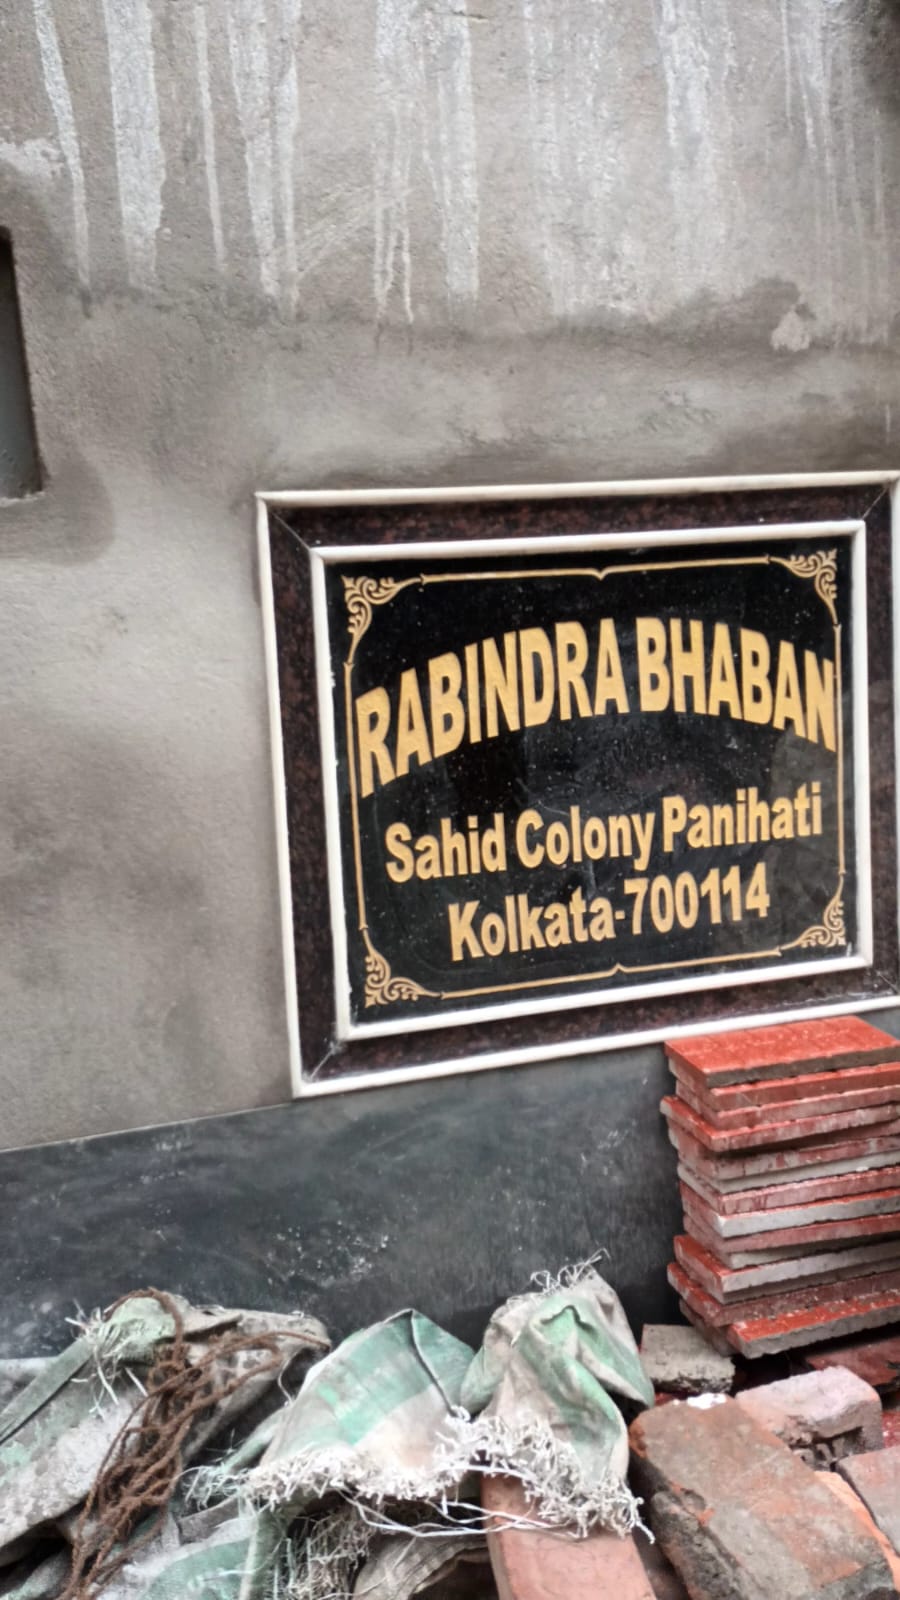 RABINDRA BHABAN
Sahid Colony Panihati
Kolkata-700114